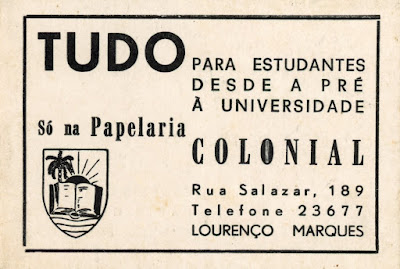 TUDO
PARA ESTUDANTES
DESDE A PRÉ
À UNIVERSIDADE
Só na Papelaria
COLONIAL
Rua Salazar, 189
Telefone 23677
LOURENÇO MARQUES